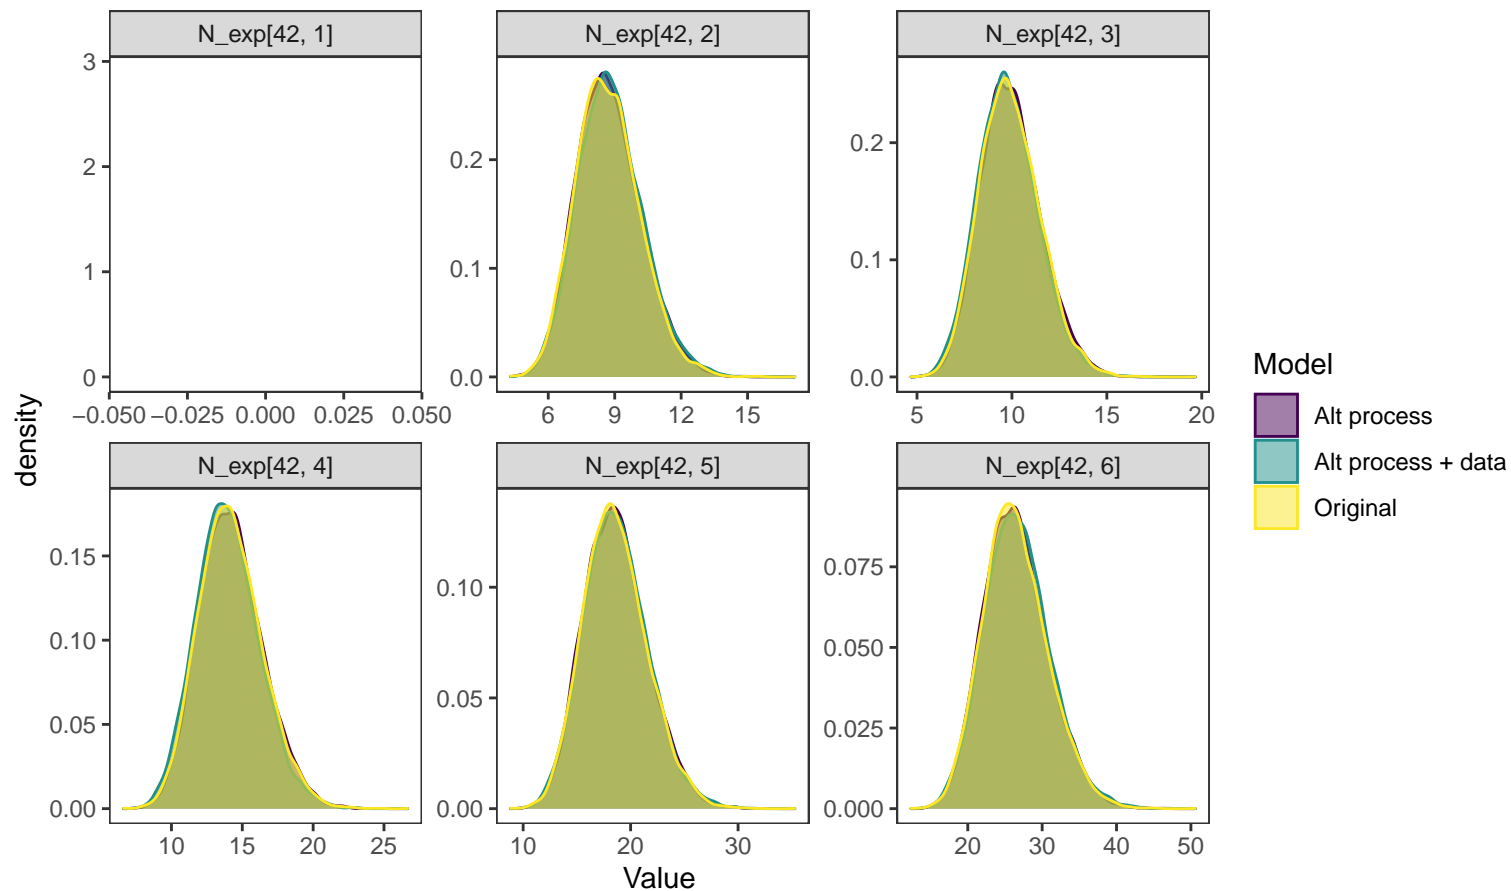 N_exp[42, 1]
N_exp[42, 2]
N_exp[42, 3]
3
2
1
0
−0.050 −0.025 0.000 0.025 0.050
0.2
0.1
0.0
6 9 12 15
0.2
0.1
0.0
5 10 15 20
N_exp[42, 4]
N_exp[42, 5]
N_exp[42, 6]
0.15
0.10
0.05
0.00
10 15 20 25
0.10
0.05
0.00
10 20 30
0.075
0.050
0.025
0.000
20 30 40 50
density
Value
Model
Alt process
Alt process + data
Original